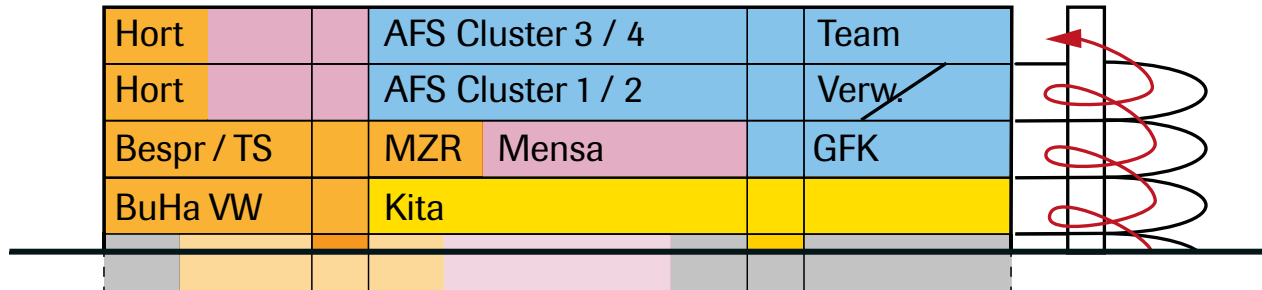 Hort AFS Cluster 3 / 4 Team
Hort AFS Cluster 1 / 2 Verw.
Bespr / TS MZR Mensa GFK
BuHa VW Kita